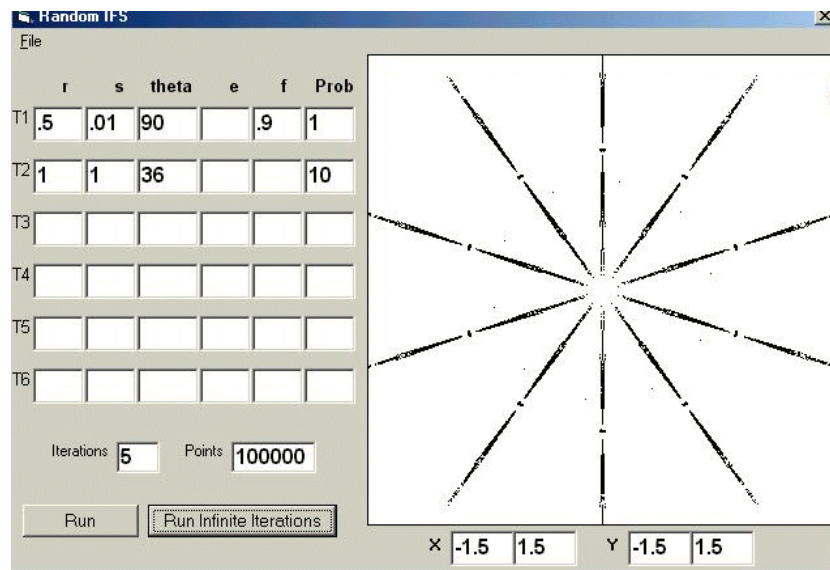 Random IFS
File
r s theta e f Prob
T1 .5 .01 90 .9 1
T2 1 1 36 10
T3
T4
T5
T6
Iterations 5 Points 100000
Run Run Infinite Iterations
X -1.5 1.5 Y -1.5 1.5